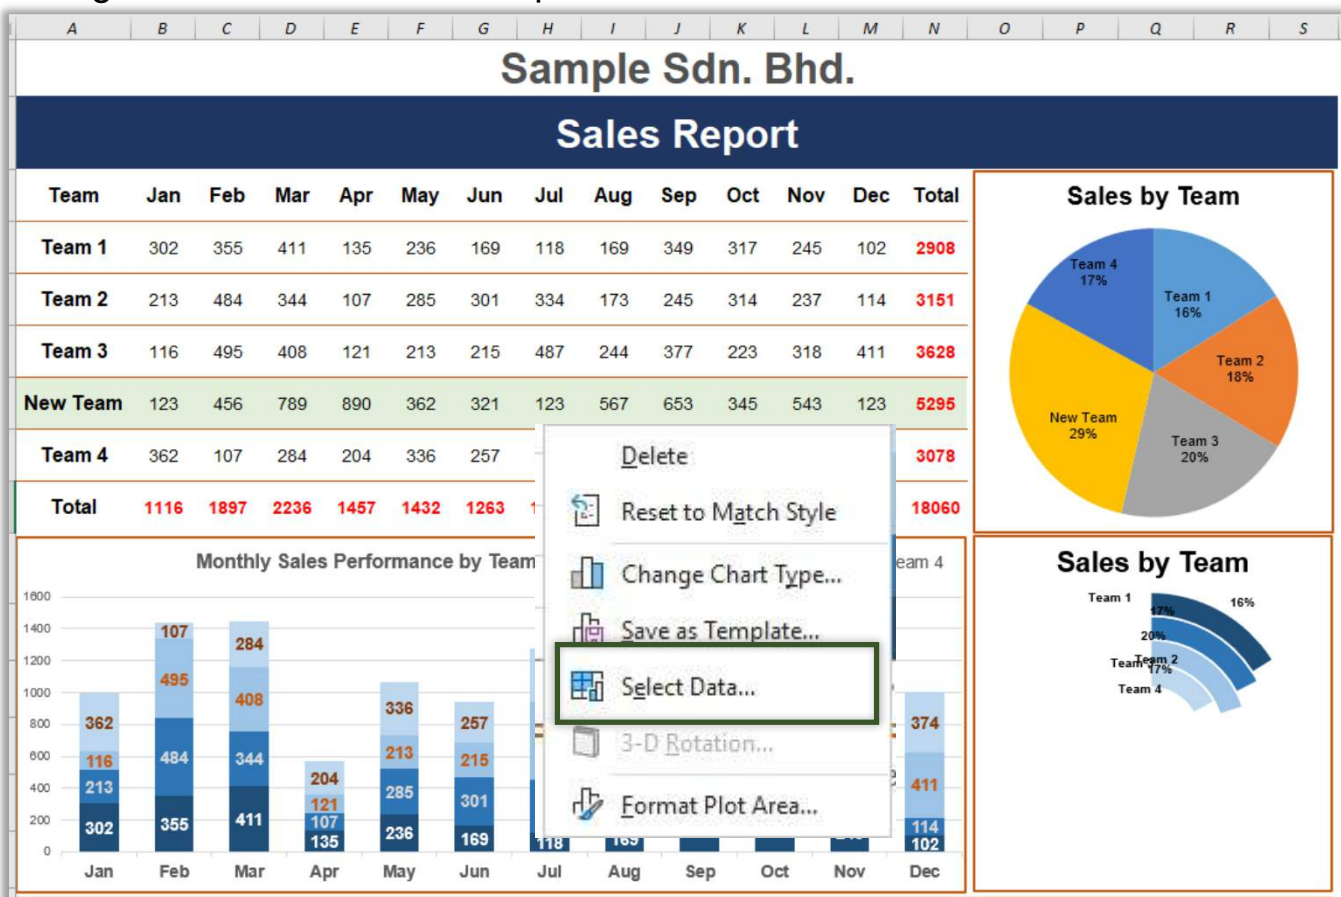 A B C D E F G H I J K L M N O P Q R S
Sample Sdn. Bhd.
Sales Report
Team Jan Feb Mar Apr May Jun Jul Aug Sep Oct Nov Dec Total
Team 1 302 355 411 135 236 169 118 169 349 317 245 102 2908
Team 2 213 484 344 107 285 301 334 173 245 314 237 114 3151
Team 3 116 495 408 121 213 215 487 244 377 223 318 411 3628
New Team 123 456 789 890 362 321 123 567 653 345 543 123 5295
Team 4 362 107 284 204 336 257 3078
Total 1116 1897 2236 1457 1432 1263 18060
Sales by Team
Team 4
17%
Team 1
16%
Team 2
18%
New Team
29%
Team 3
20%
Delete
Reset to Match Style
Change Chart Type...
Save as Template...
Select Data...
3-D Rotation...
Format Plot Area...
Monthly Sales Performance by Team
eam 4
1600
1400
1200
1000
800
600
400
200
0
362 107 284 204 336 257 374
116 495 408 121 213 215 411
213 484 344 107 285 301 114
302 355 411 135 236 169 118 169 102
Jan Feb Mar Apr May Jun Jul Aug Sep Oct Nov Dec
Sales by Team
Team 1 16%
17%
20%
Team 2
17%
Team 4